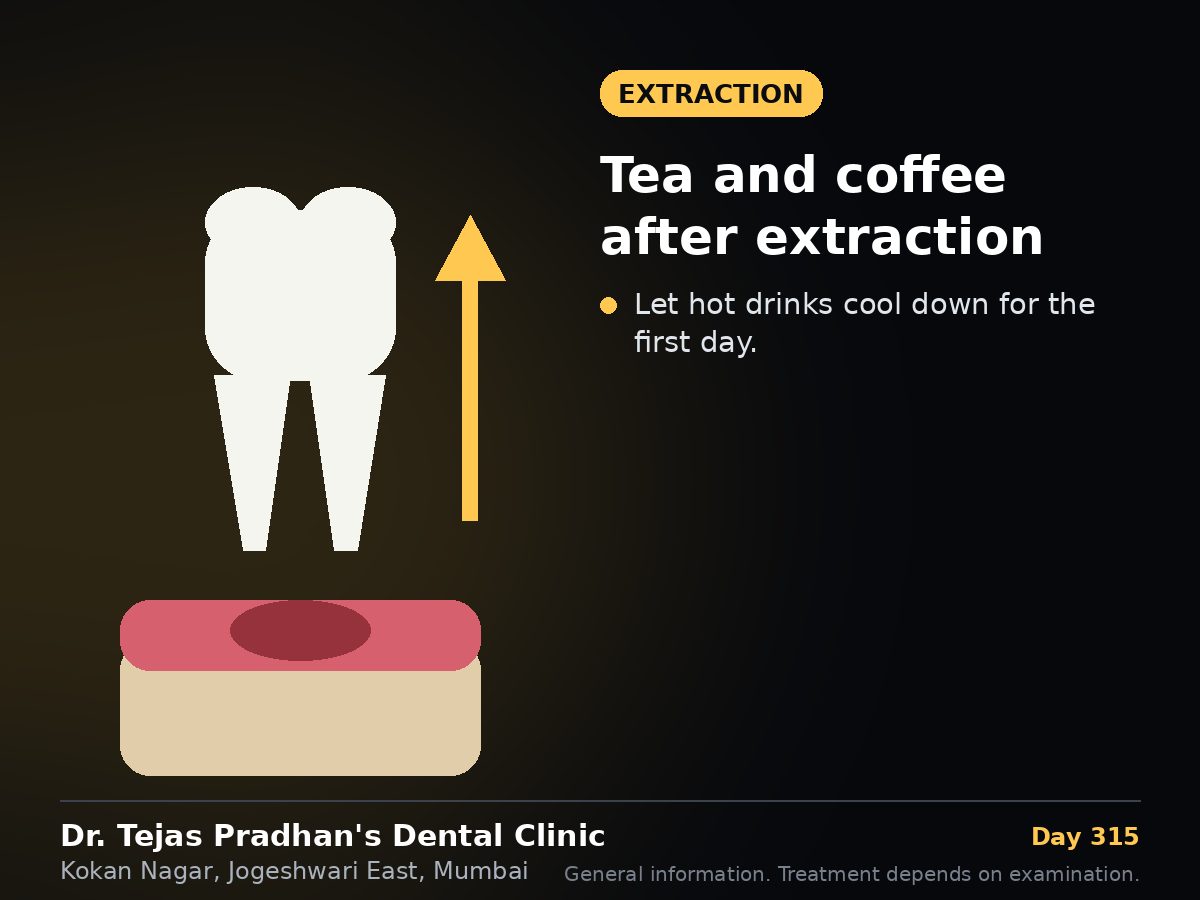 EXTRACTION
Tea and coffee
after extraction
Let hot drinks cool down for the
first day.
Dr. Tejas Pradhan's Dental Clinic
Day 315
Kokan Nagar, Jogeshwari East, Mumbai
General information. Treatment depends on examination.